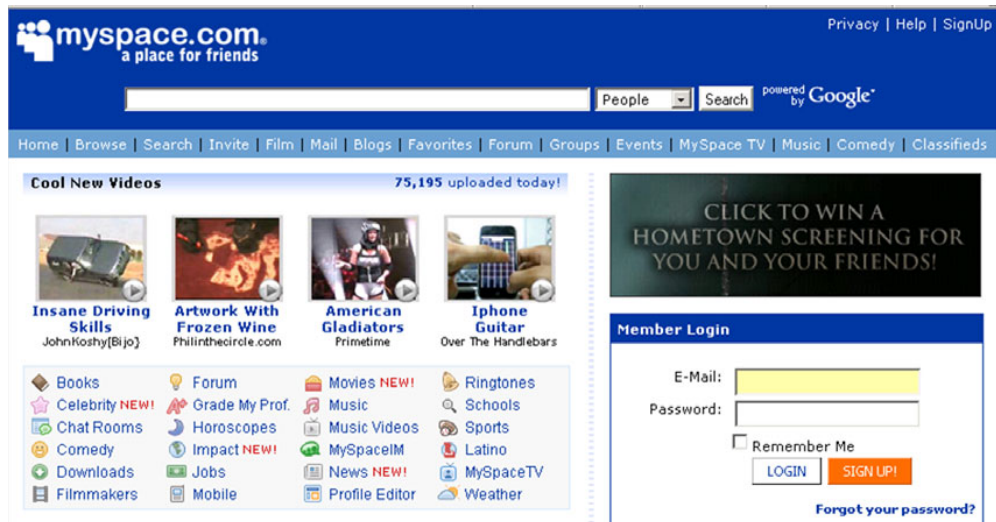 Privacy | Help | SignUp
myspace.com®
a place for friends
People
Search
powered by Google™
Home | Browse | Search | Invite | Film | Mail | Blogs | Favorites | Forum | Groups | Events | MySpace TV | Music | Comedy | Classifieds
Cool New Videos 75,195 uploaded today!
Insane Driving Skills
JohnKoshy{Bijo}
Artwork With Frozen Wine
Philinthecircle.com
American Gladiators
Primetime
Iphone Guitar
Over The Handlebars
Books Forum Movies NEW! Ringtones
Celebrity NEW! Grade My Prof. Music Schools
Chat Rooms Horoscopes Music Videos Sports
Comedy Impact NEW! MySpaceIM Latino
Downloads Jobs News NEW! MySpaceTV
Filmmakers Mobile Profile Editor Weather
CLICK TO WIN A
HOMETOWN SCREENING FOR
YOU AND YOUR FRIENDS!
Member Login
E-Mail:
Password:
Remember Me
LOGIN SIGN UP!
Forgot your password?